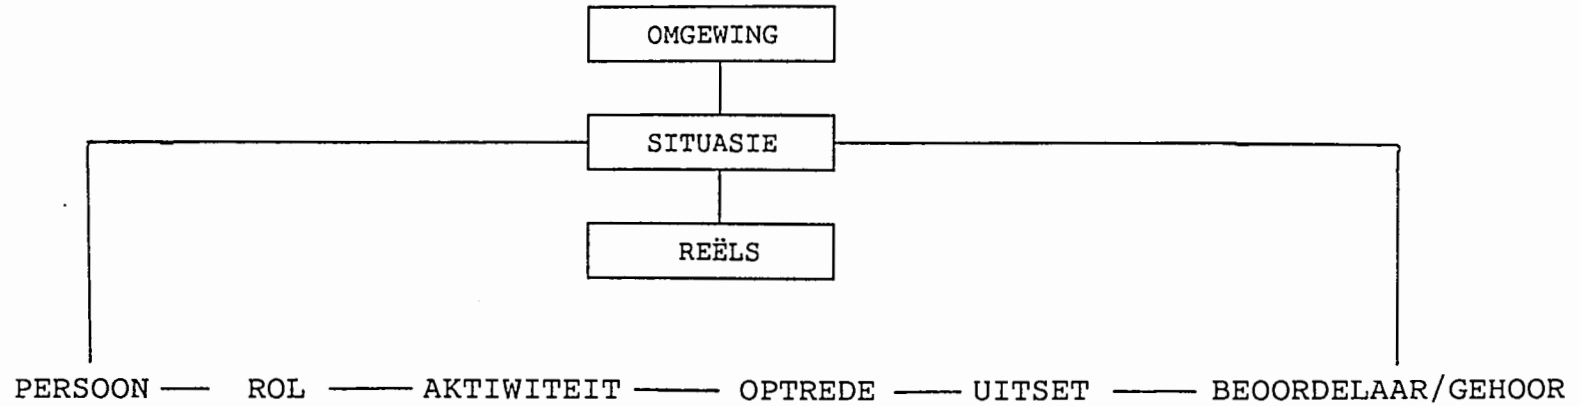 OMGEWING
SITUASIE
REËLS
PERSOON — ROL — AKTIWITEIT — OPTREDE — UITSET — BEOORDELAAR/GEHOOR